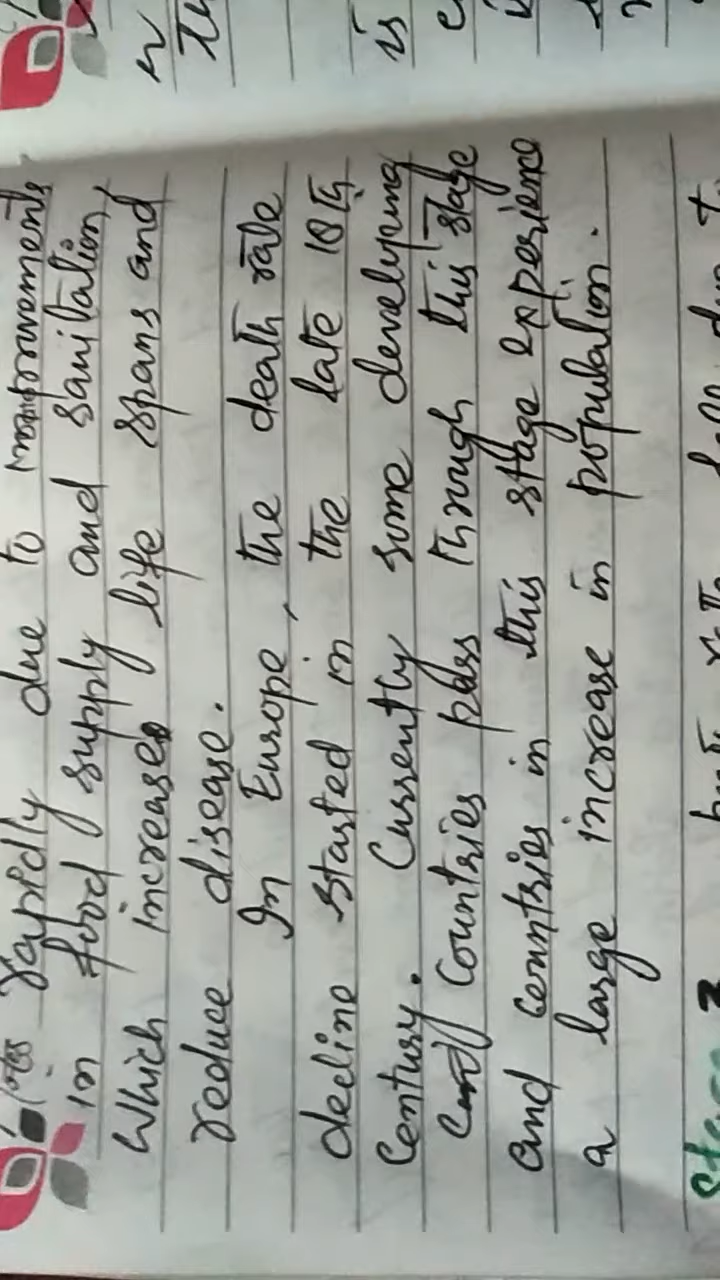 rapidly due to improvements
in food supply and sanitation,
which increases life spans and
reduce disease.
In Europe, the death rate
decline started in the late 18th
century. Currently some developing
countries pass through this stage
and countries in this stage experience
a large increase in population.